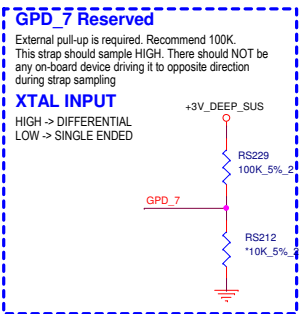 GPD_7 Reserved
External pull-up is required. Recommend 100K.
This strap should sample HIGH. There should NOT be
any on-board device driving it to opposite direction
during strap sampling
XTAL INPUT
HIGH -> DIFFERENTIAL
LOW -> SINGLE ENDED
+3V_DEEP_SUS
RS229
100K_5%_2
GPD_7
RS212
*10K_5%_2